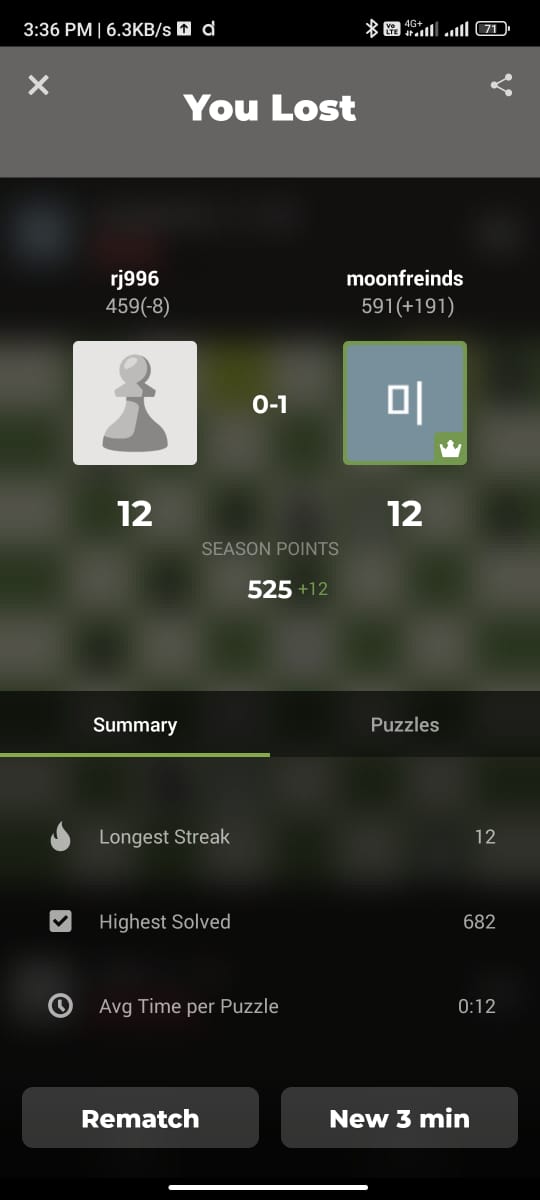 3:36 PM | 6.3KB/s d Vo LTE 4G+ 71
You Lost
rj996 moonfreinds
459(-8) 591(+191)
0-1
미
12 12
SEASON POINTS
525 +12
Summary Puzzles
Longest Streak 12
Highest Solved 682
Avg Time per Puzzle 0:12
Rematch New 3 min